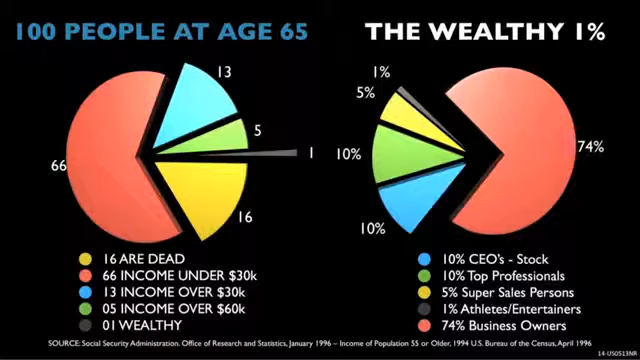 100 PEOPLE AT AGE 65
13
5
1
16
66
16 ARE DEAD
66 INCOME UNDER $30k
13 INCOME OVER $30k
05 INCOME OVER $60k
01 WEALTHY
THE WEALTHY 1%
1%
5%
10%
10%
74%
10% CEO's - Stock
10% Top Professionals
5% Super Sales Persons
1% Athletes/Entertainers
74% Business Owners
SOURCE: Social Security Administration. Office of Research and Statistics, January 1996 – Income of Population 55 or Older, 1994 U.S. Bureau of the Census, April 1996
14-US0513NR